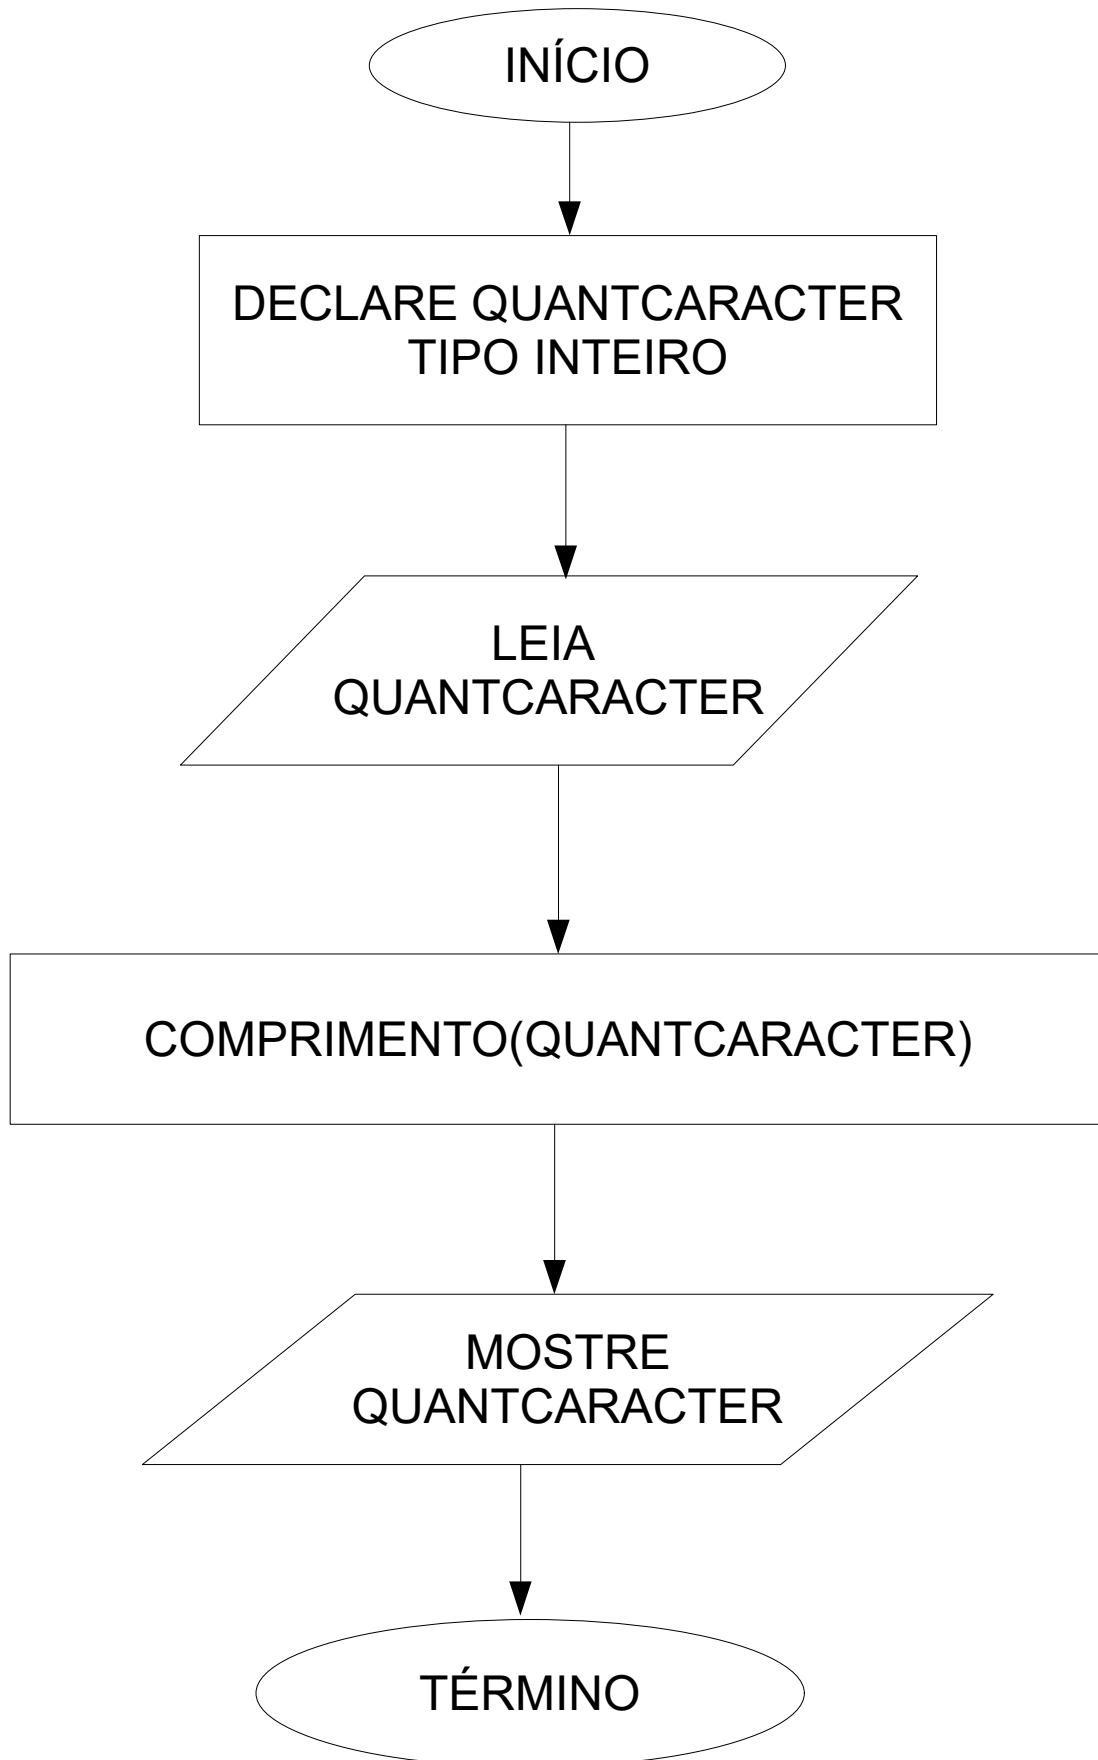 INÍCIO
DECLARE QUANTCARACTER
TIPO INTEIRO
LEIA
QUANTCARACTER
COMPRIMENTO(QUANTCARACTER)
MOSTRE
QUANTCARACTER
TÉRMINO